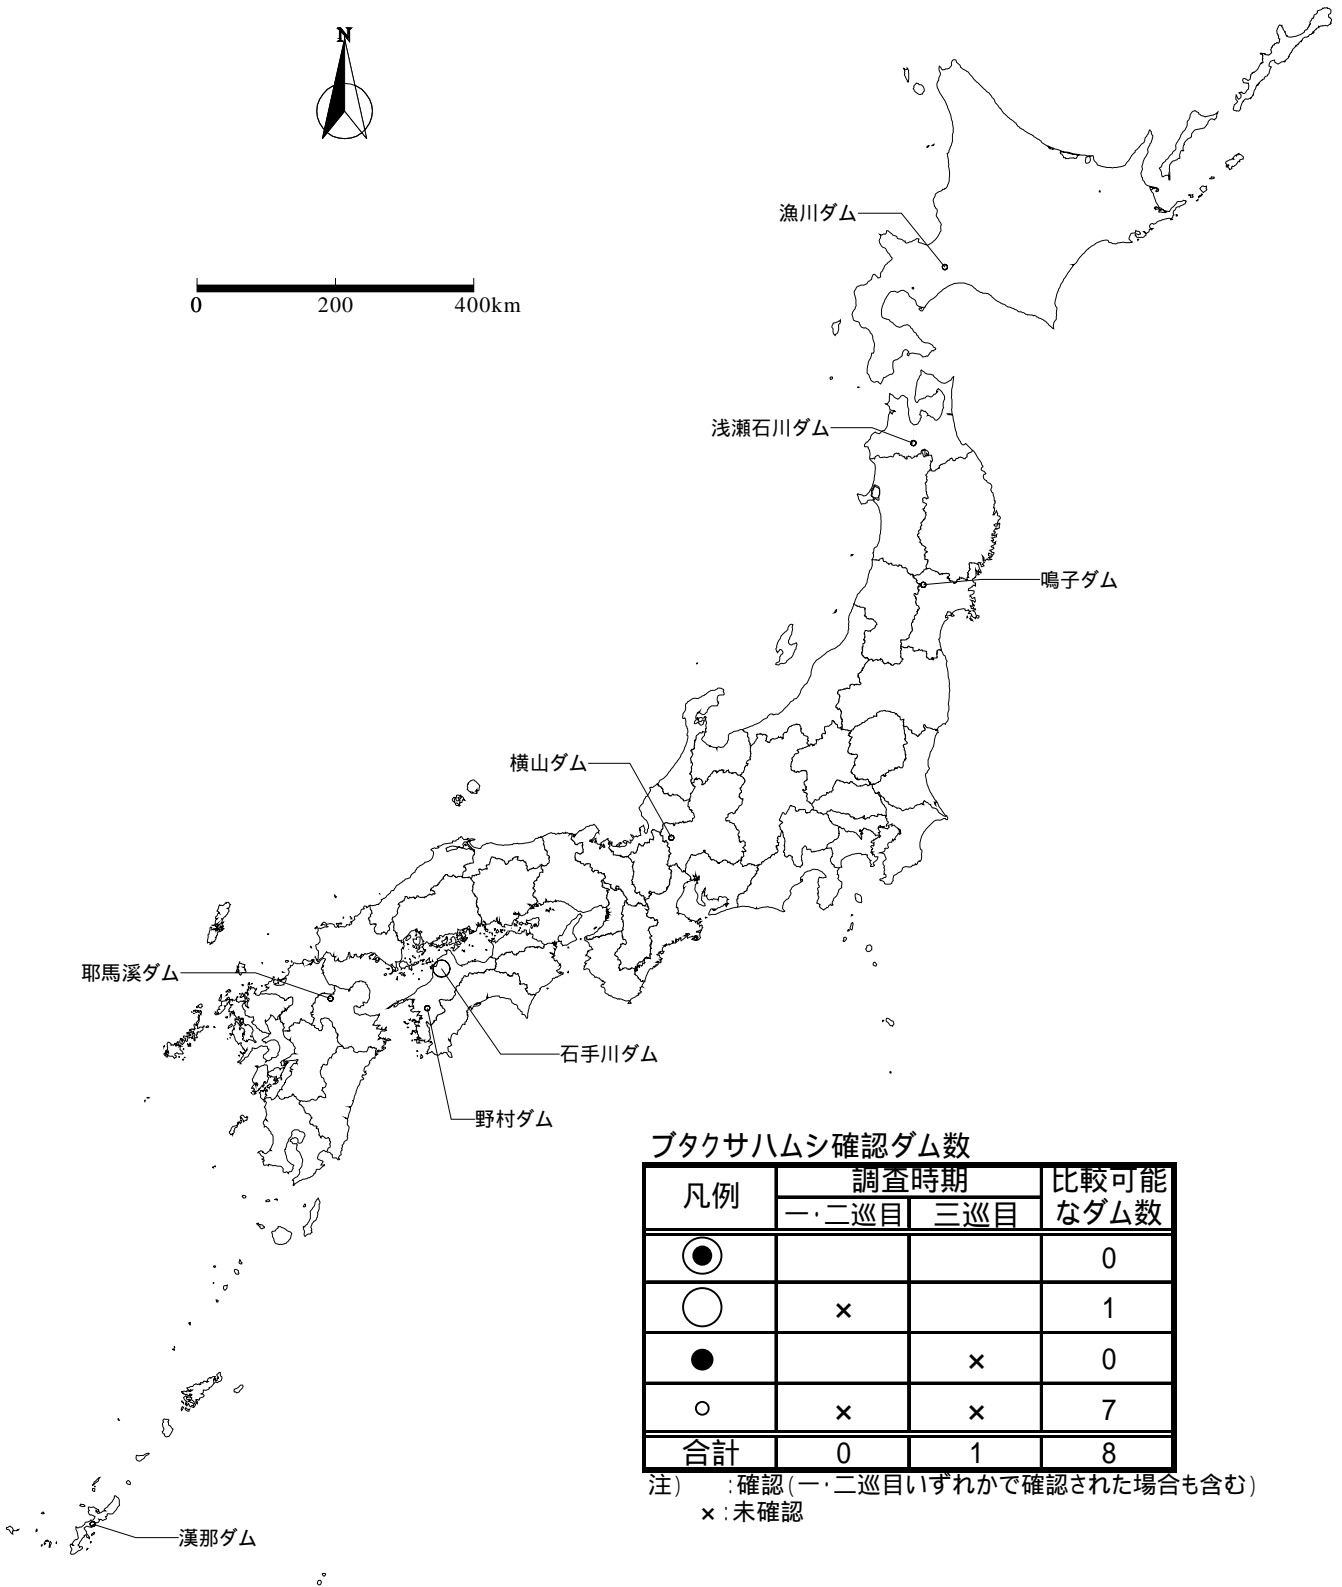 N
漁川ダム
0 200 400km
浅瀬石川ダム
鳴子ダム
横山ダム
耶馬溪ダム
石手川ダム
野村ダム
ブタクサハムシ確認ダム数
凡例 調査時期 比較可能
一・二巡目 三巡目 なダム数
0
× 1
× 0
× × 7
合計 0 1 8
注) :確認(一・二巡目いずれかで確認された場合も含む)
×:未確認
漢那ダム